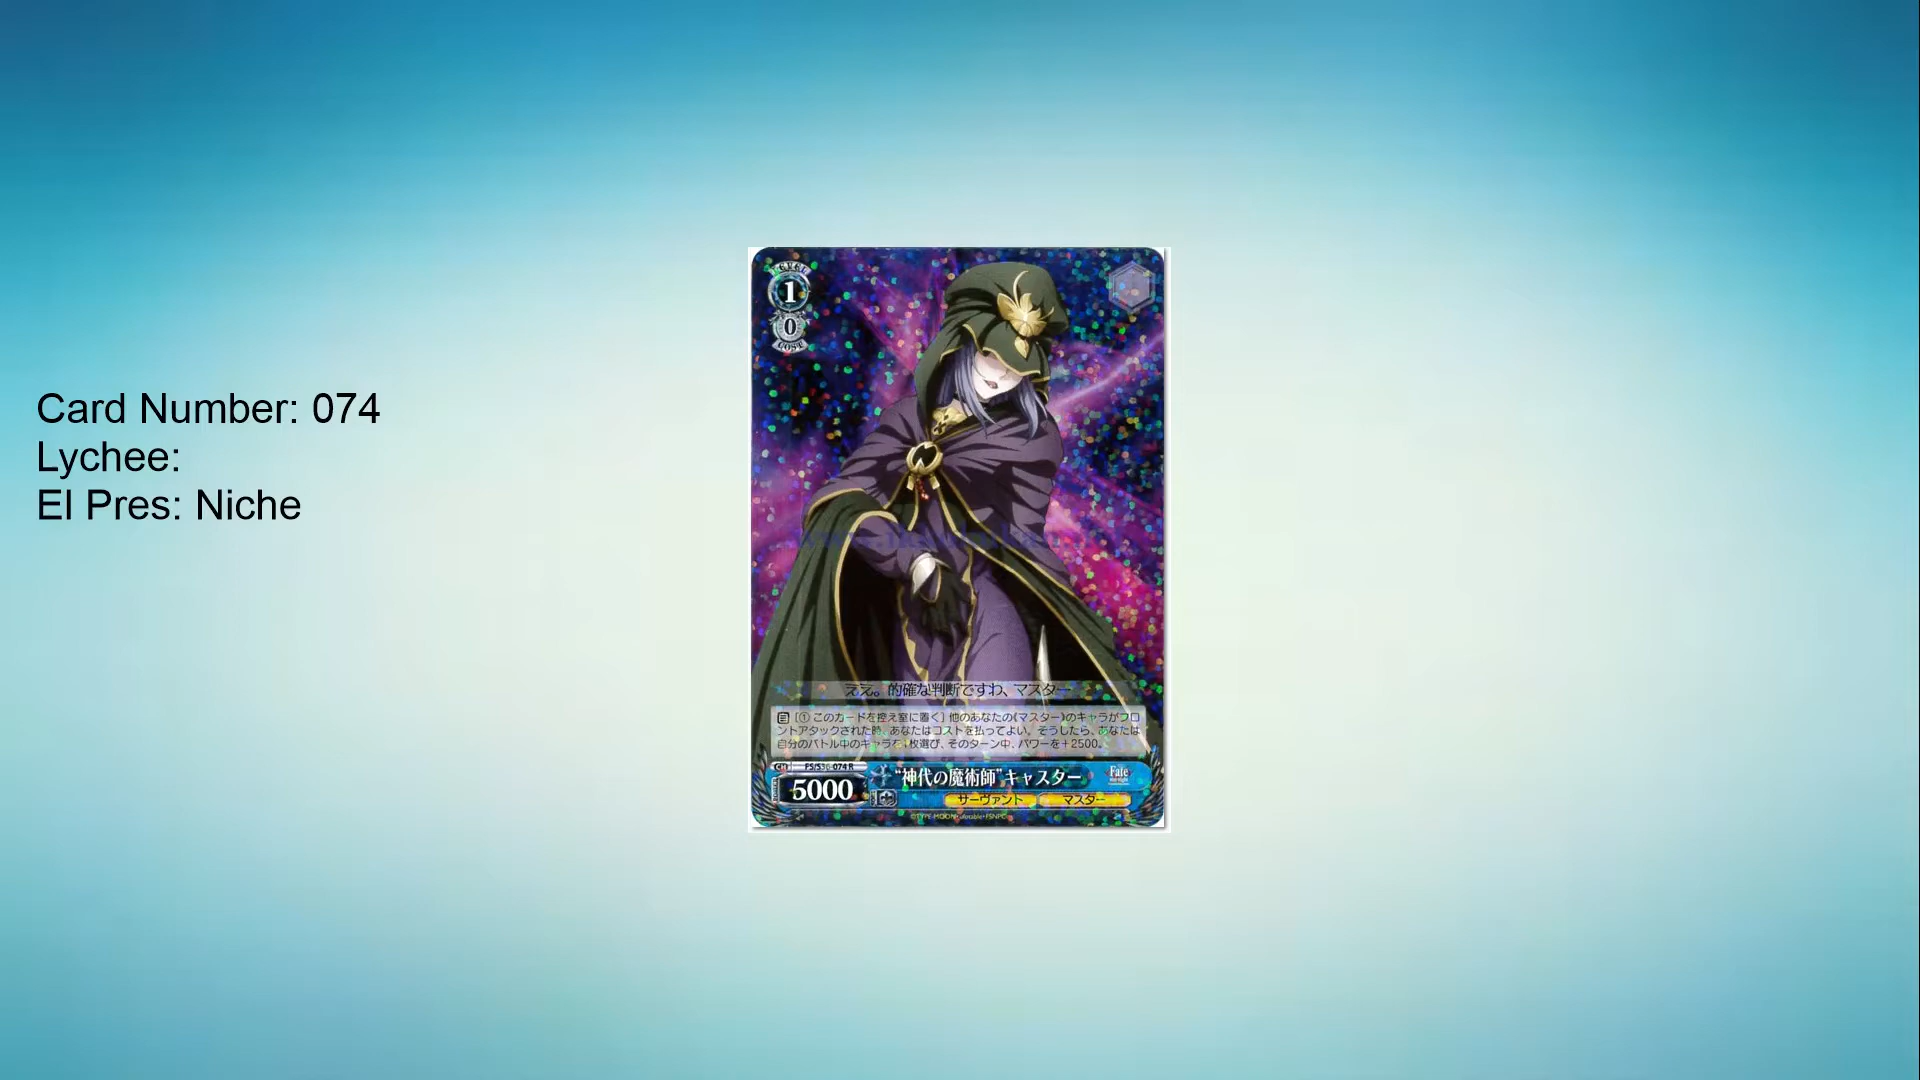 Card Number: 074
Lychee:
El Pres: Niche
LEVEL
1
0
COST
ええ。的確な判断ですわ、マスター
[① このカードを控え室に置く] 他のあなたの《マスター》のキャラがフロ
ントアタックされた時、あなたはコストを払ってよい。そうしたら、あなたは
自分のバトル中のキャラを1枚選び、そのターン中、パワーを+2500。
074 R
5000
“神代の魔術師”キャスター
Fate
サーヴァント
マスター